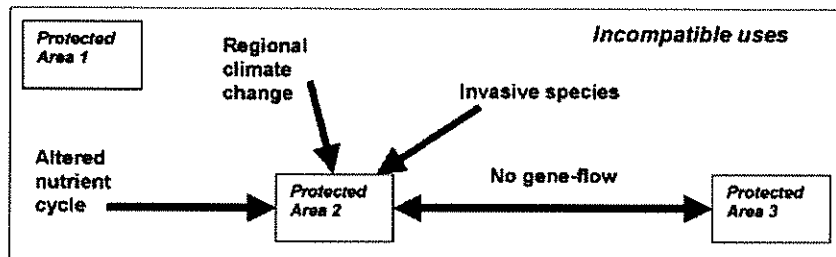 Protected
Area 1
Regional
climate
change
Incompatible uses
Invasive species
Altered
nutrient
cycle
Protected
Area 2
No gene-flow
Protected
Area 3